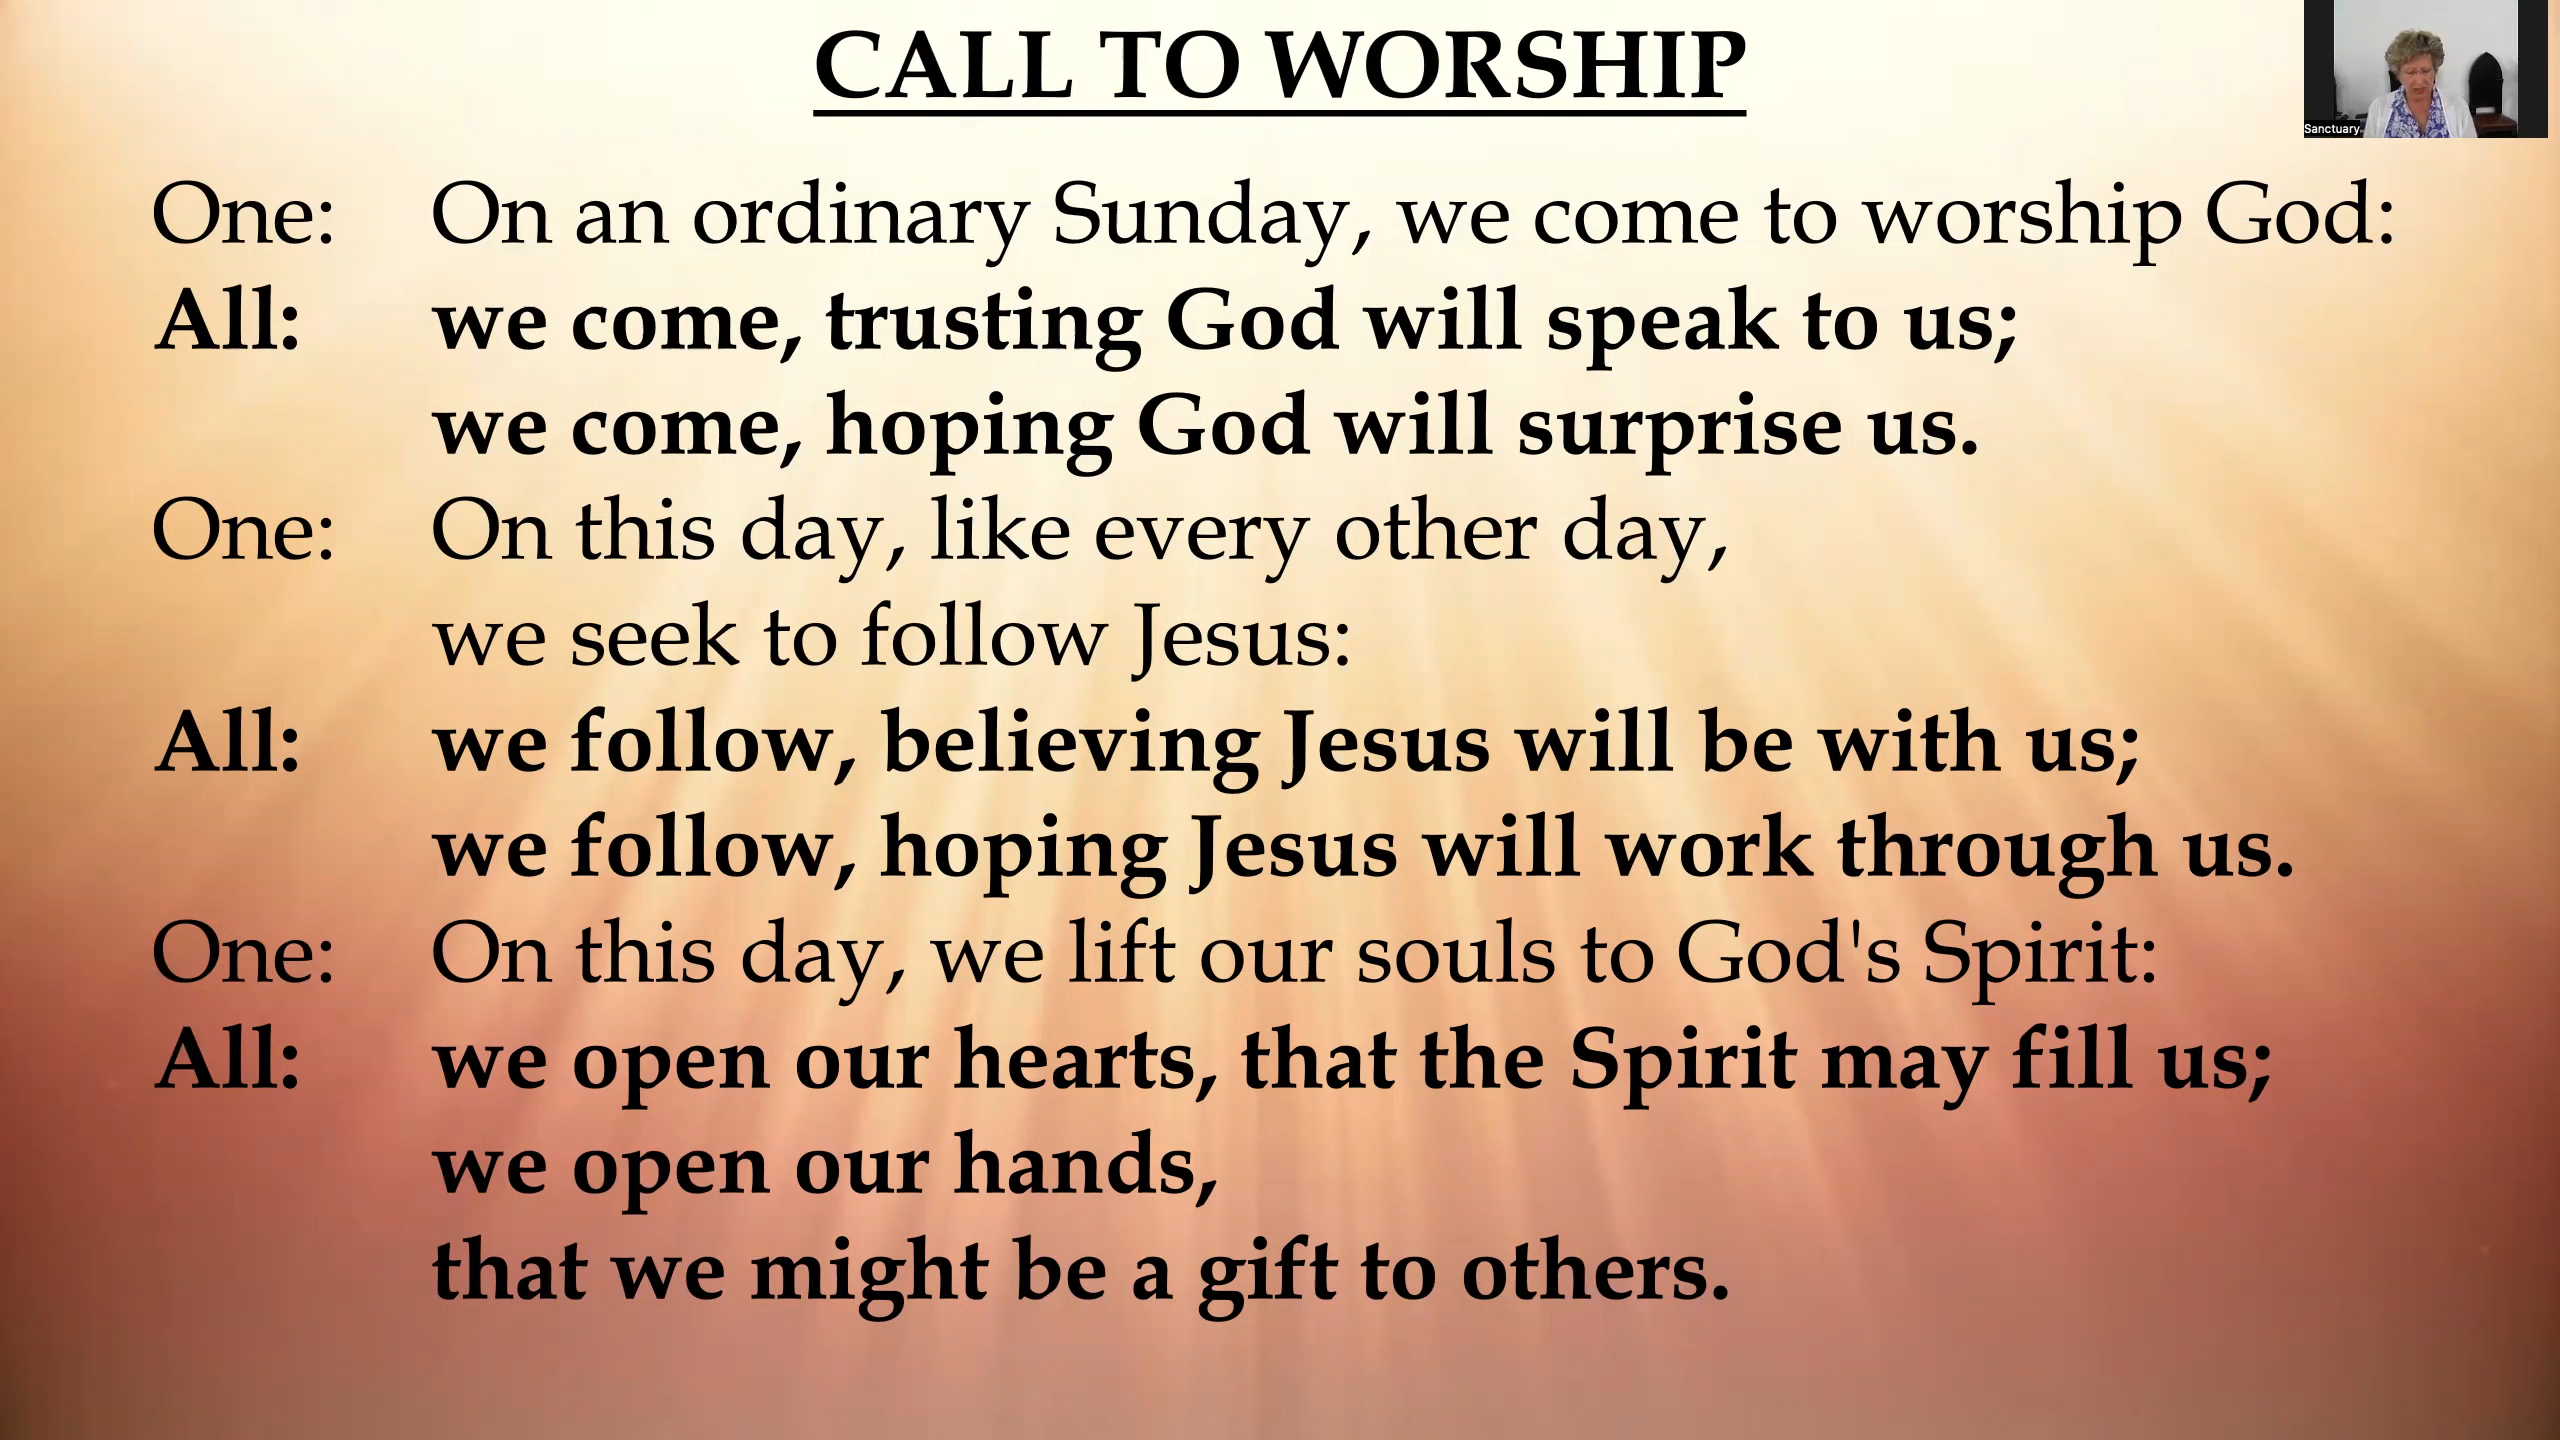 CALL TO WORSHIP
Sanctuary
One: On an ordinary Sunday, we come to worship God:
All: we come, trusting God will speak to us;
we come, hoping God will surprise us.
One: On this day, like every other day,
we seek to follow Jesus:
All: we follow, believing Jesus will be with us;
we follow, hoping Jesus will work through us.
One: On this day, we lift our souls to God's Spirit:
All: we open our hearts, that the Spirit may fill us;
we open our hands,
that we might be a gift to others.